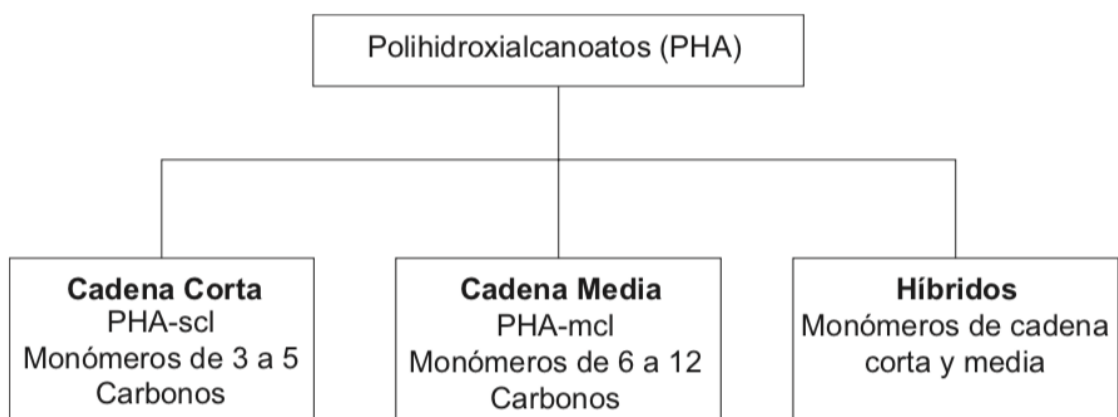 Polihidroxialcanoatos (PHA)
Cadena Corta
PHA-scl
Monómeros de 3 a 5
Carbonos
Cadena Media
PHA-mcl
Monómeros de 6 a 12
Carbonos
Híbridos
Monómeros de cadena
corta y media